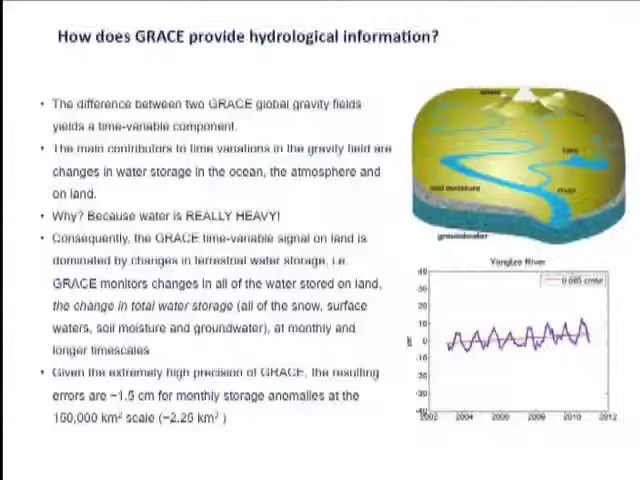 How does GRACE provide hydrological information?
• The difference between two GRACE global gravity fields
yields a time-variable component.
• The main contributors to time variations in the gravity field are
changes in water storage in the ocean, the atmosphere and
on land.
• Why? Because water is REALLY HEAVY!
• Consequently, the GRACE time-variable signal on land is
dominated by changes in terrestrial water storage, i.e.
GRACE monitors changes in all of the water stored on land,
the change in total water storage (all of the snow, surface
waters, soil moisture and groundwater), at monthly and
longer timescales
• Given the extremely high precision of GRACE, the resulting
errors are ~1.5 cm for monthly storage anomalies at the
150,000 km² scale (~2.25 km³ )
snow
lake
soil moisture
river
groundwater
Yangtze River
40
30
20
10
0
-10
-20
-30
-40
2002 2004 2006 2008 2010 2012